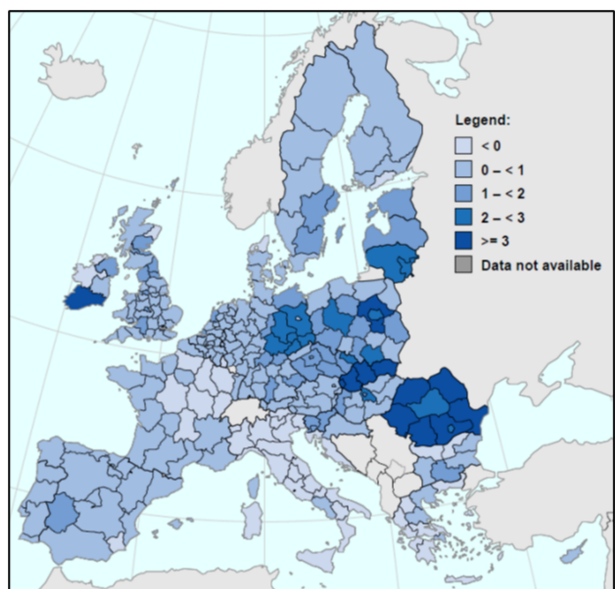 Legend:
< 0
0 – < 1
1 – < 2
2 – < 3
>= 3
Data not available